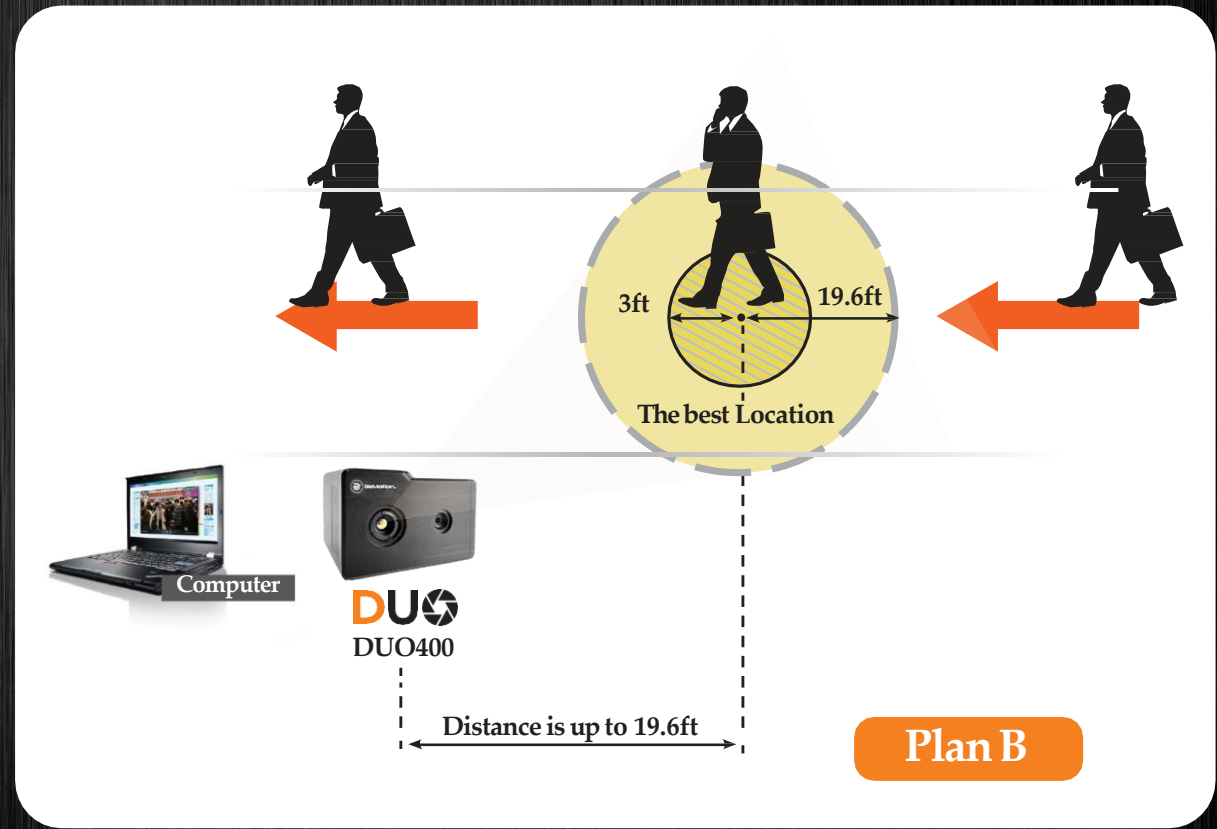 3ft
19.6ft
The best Location
Computer
DUO
DUO400
Distance is up to 19.6ft
Plan B